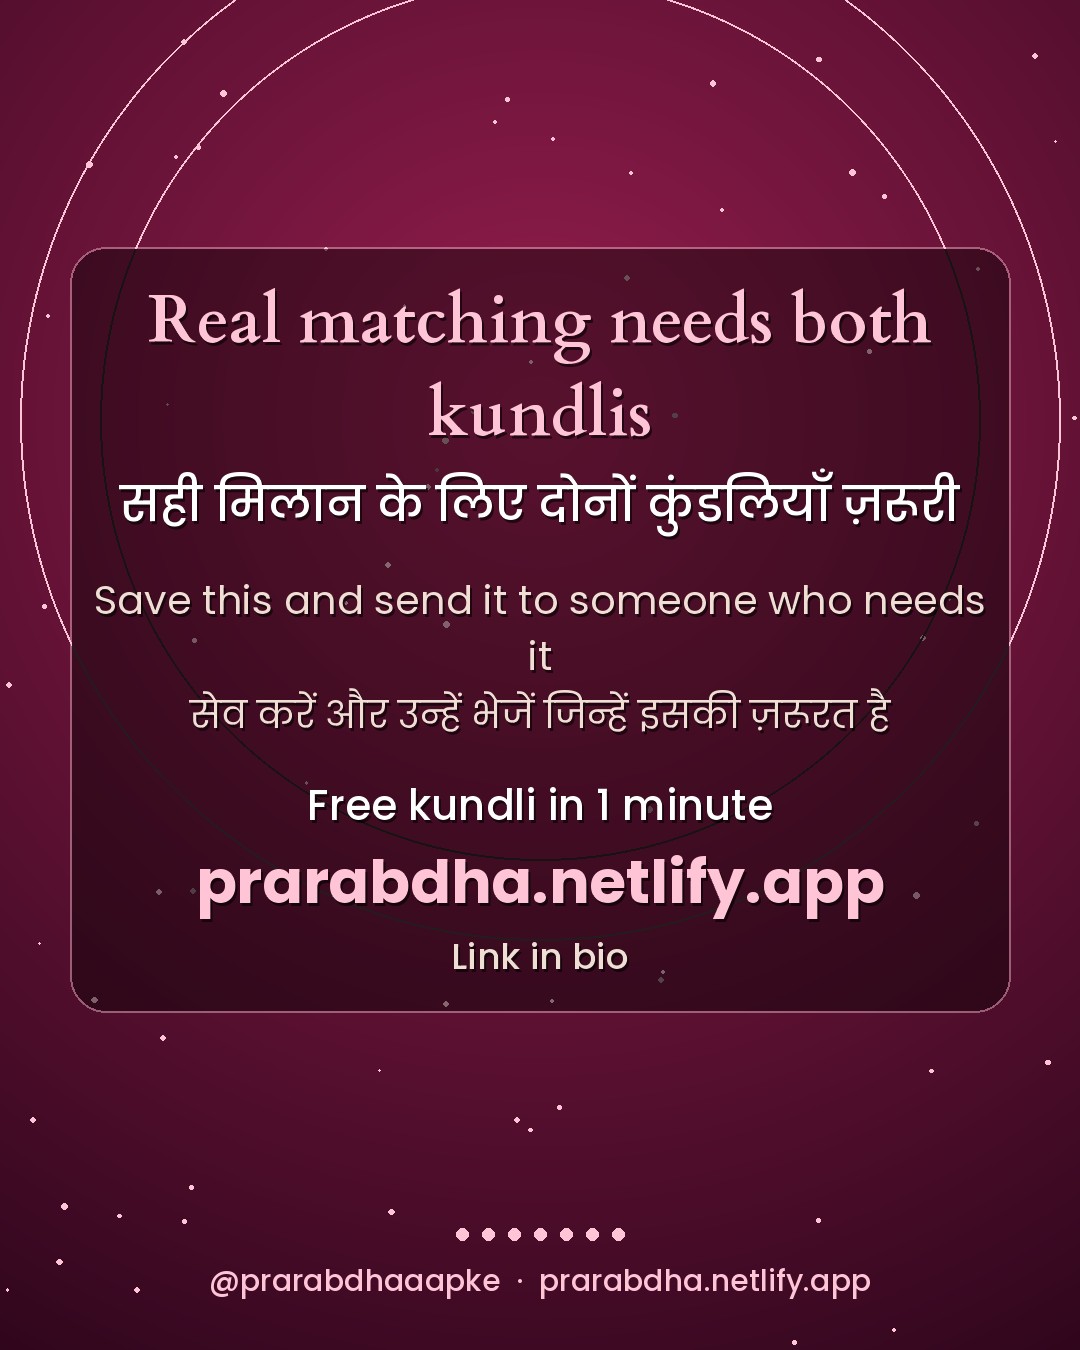 Real matching needs both
kundlis
सही मिलान के लिए दोनों कुंडलियाँ ज़रूरी
Save this and send it to someone who needs
it
सेव करें और उन्हें भेजें जिन्हें इसकी ज़रूरत है
Free kundli in 1 minute
prarabdha.netlify.app
Link in bio
@prarabdhaaapke · prarabdha.netlify.app